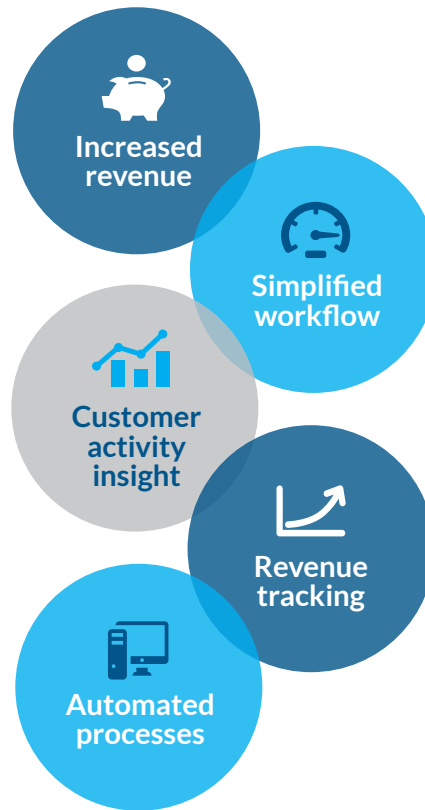 Increased
revenue
Simplified
workflow
Customer
activity
insight
Revenue
tracking
Automated
processes